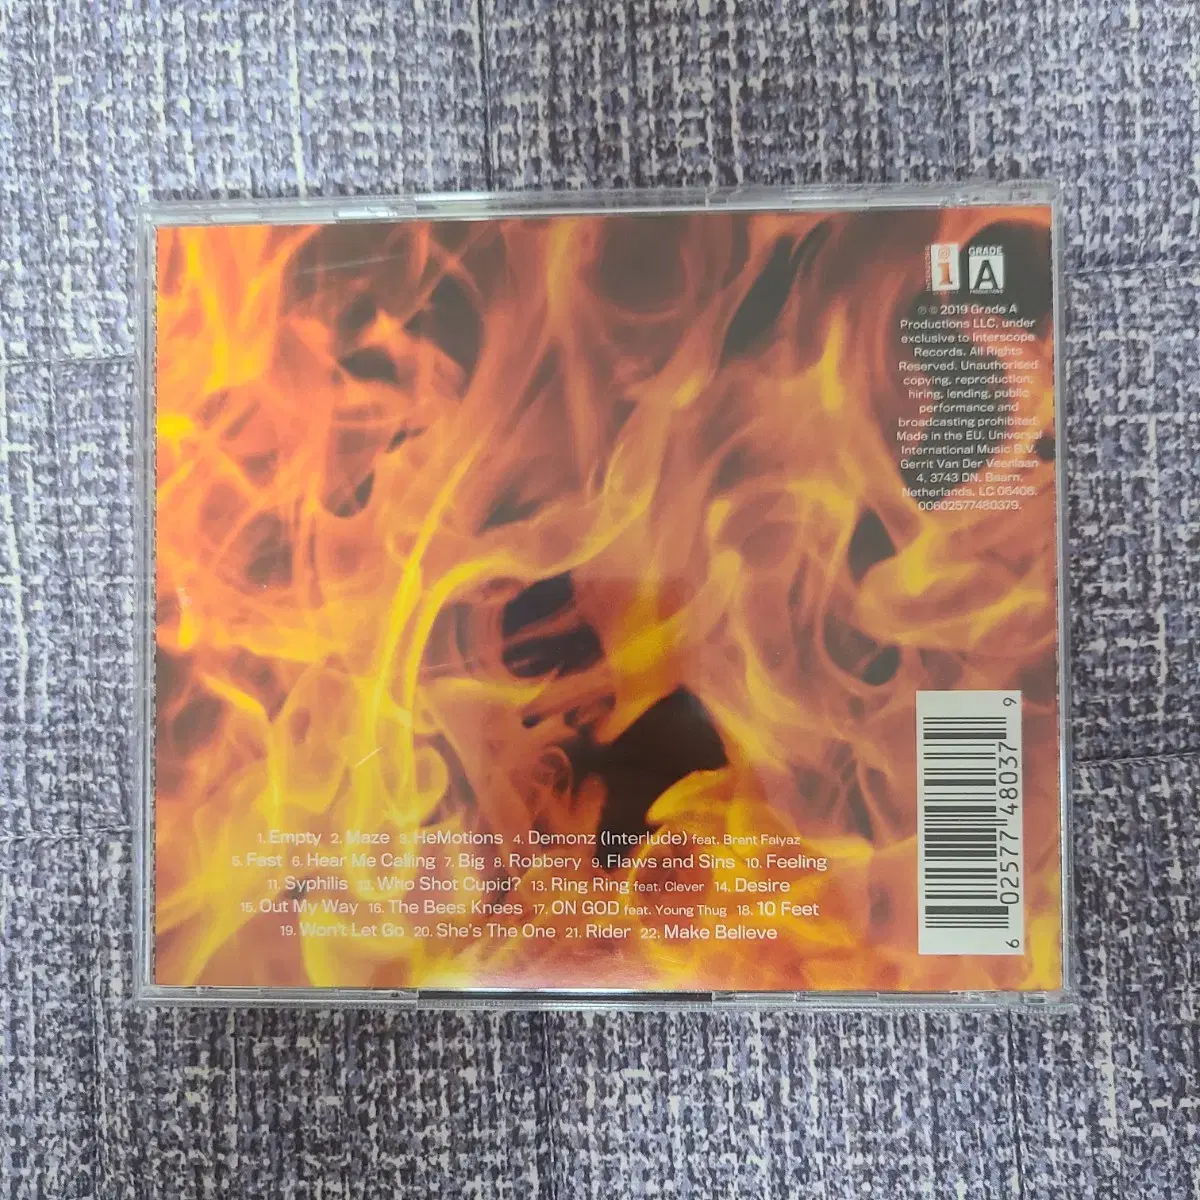 INTERSCOPE
i
GRADE
A
PRODUCTIONS
℗ © 2019 Grade A
Productions LLC, under
exclusive to Interscope
Records. All Rights
Reserved. Unauthorised
copying, reproduction,
hiring, lending, public
performance and
broadcasting prohibited.
Made in the EU. Universal
International Music B.V.
Gerrit Van Der Veenlaan
4, 3743 DN, Baarn,
Netherlands. LC 06406.
00602577480379.
6 02577 48037 9
1. Empty 2. Maze 3. HeMotions 4. Demonz (Interlude) feat. Brent Faiyaz
5. Fast 6. Hear Me Calling 7. Big 8. Robbery 9. Flaws and Sins 10. Feeling
11. Syphilis 12. Who Shot Cupid? 13. Ring Ring feat. Clever 14. Desire
15. Out My Way 16. The Bees Knees 17. ON GOD feat. Young Thug 18. 10 Feet
19. Won't Let Go 20. She's The One 21. Rider 22. Make Believe